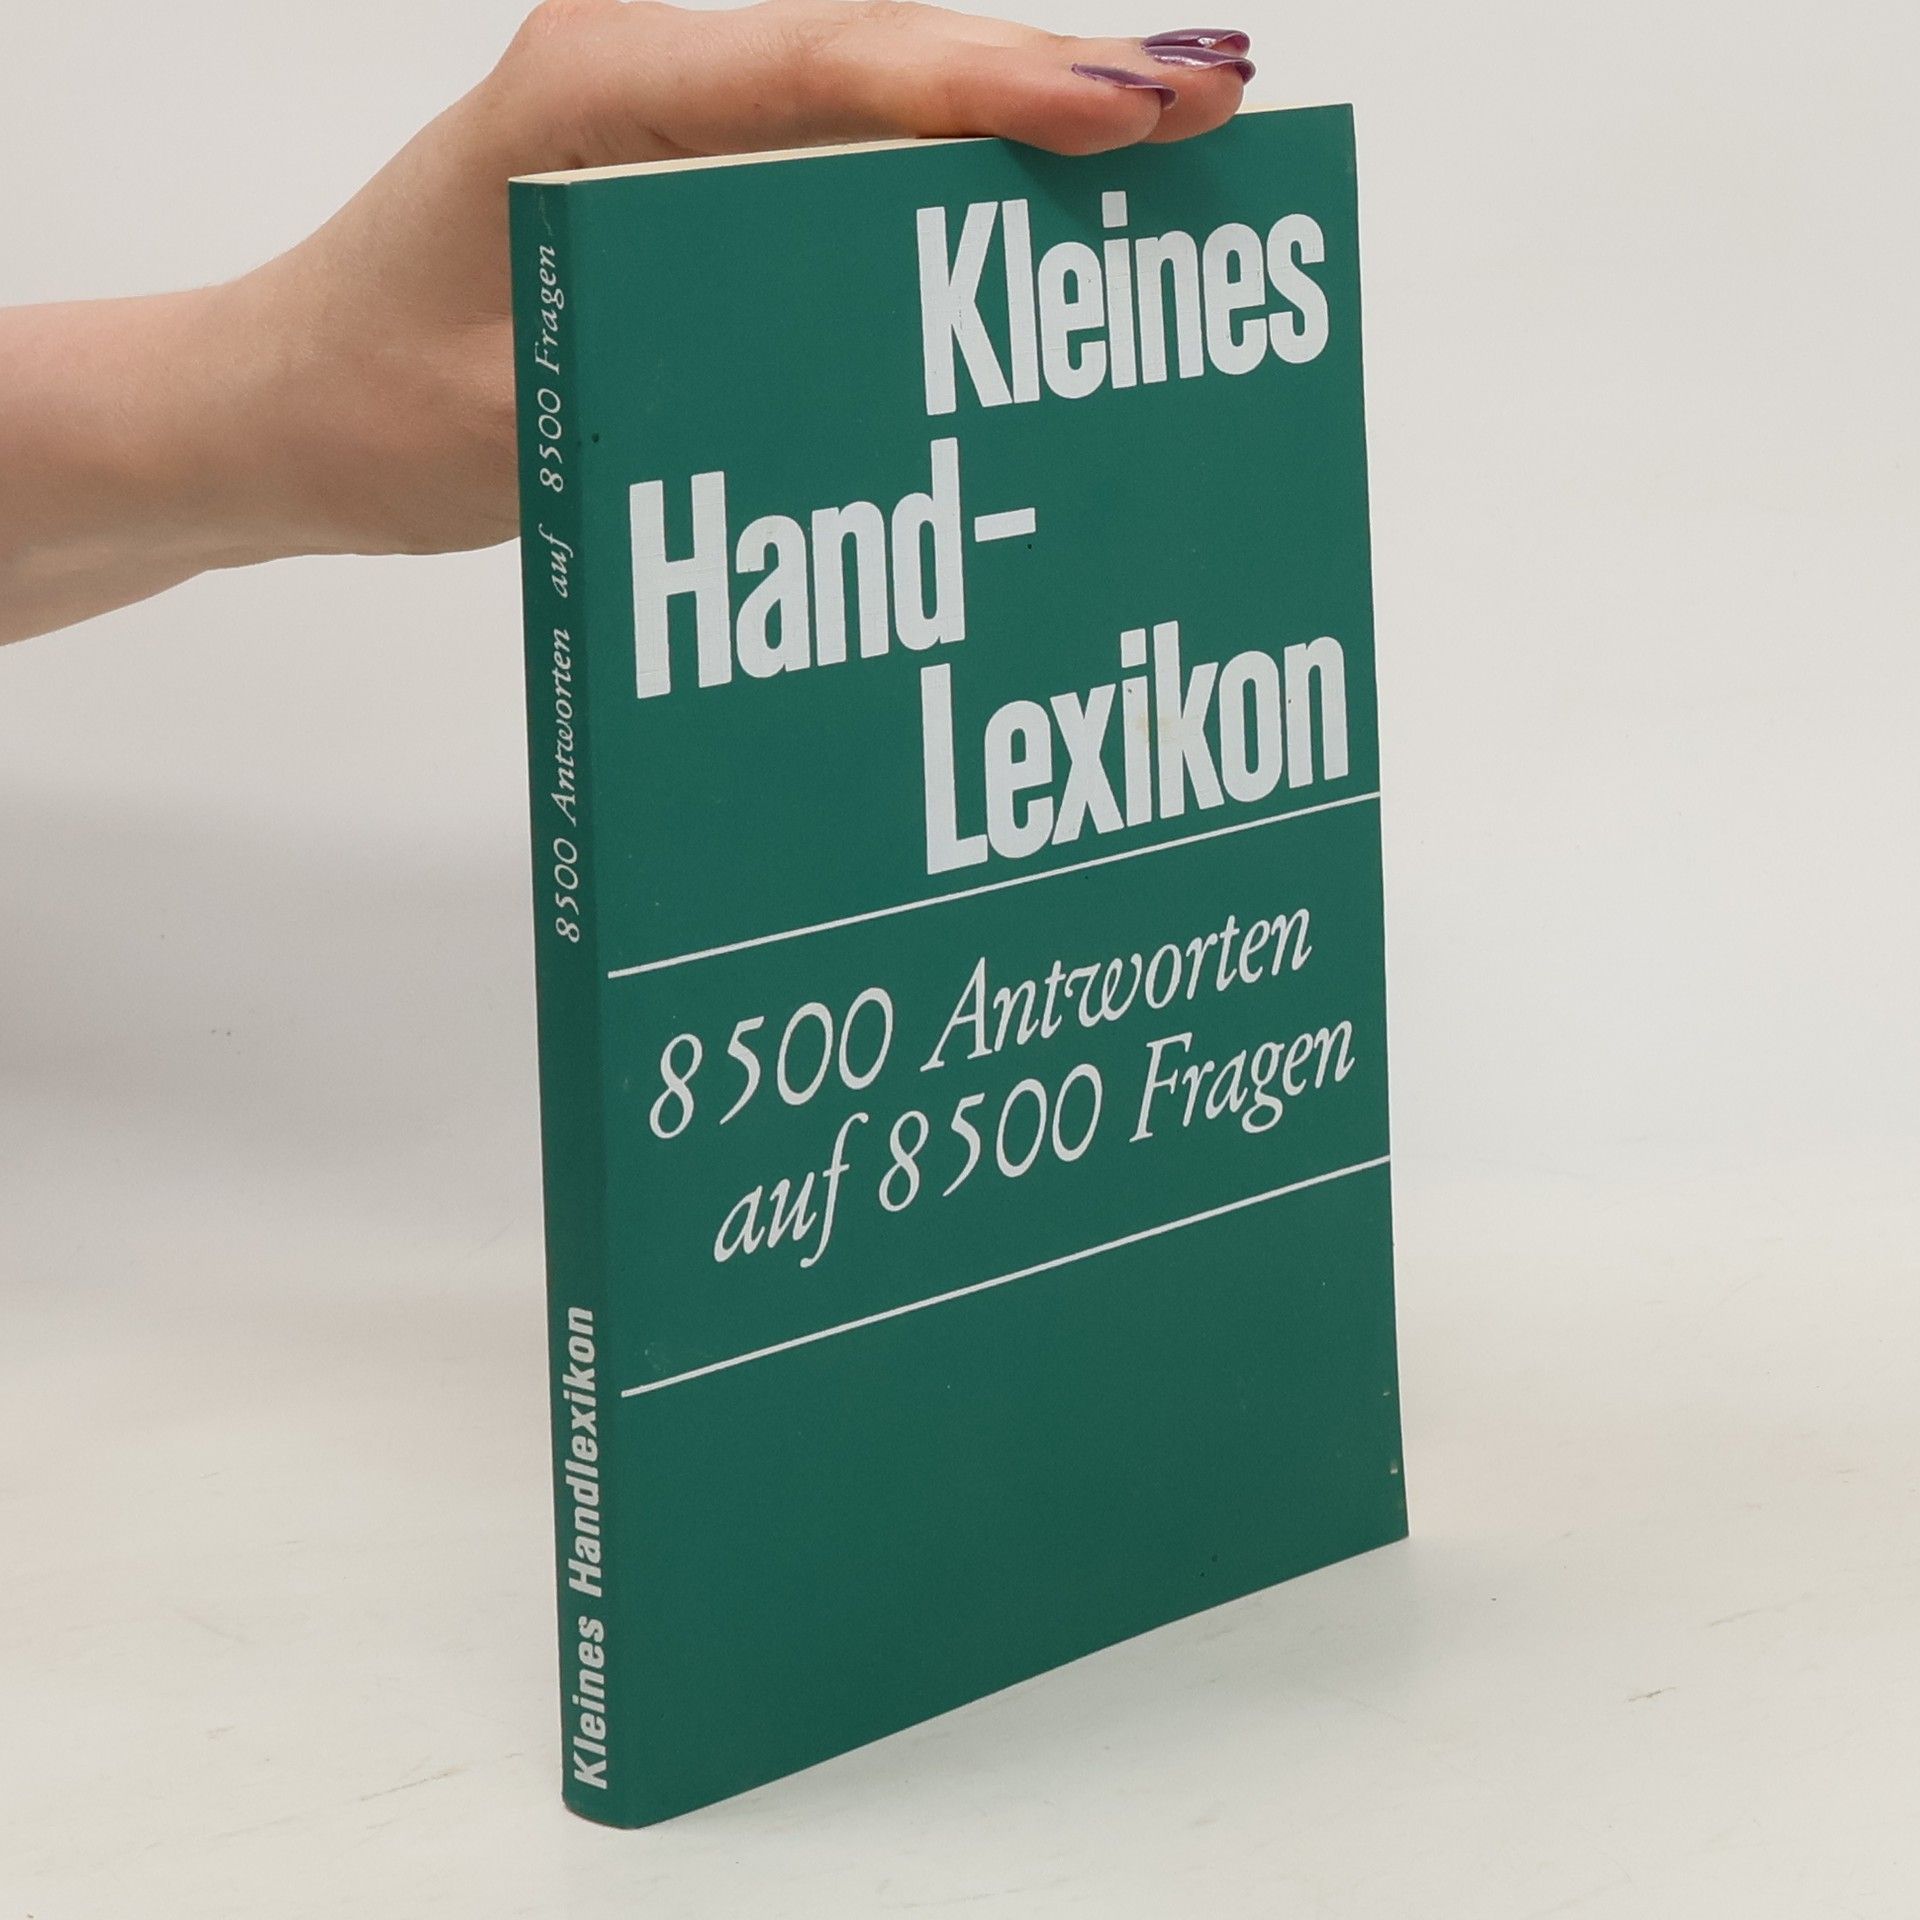 Kleines
Hand-
Lexikon
8500 Antworten
auf 8500 Fragen
Kleines Handlexikon
8500 Antworten auf 8500 Fragen